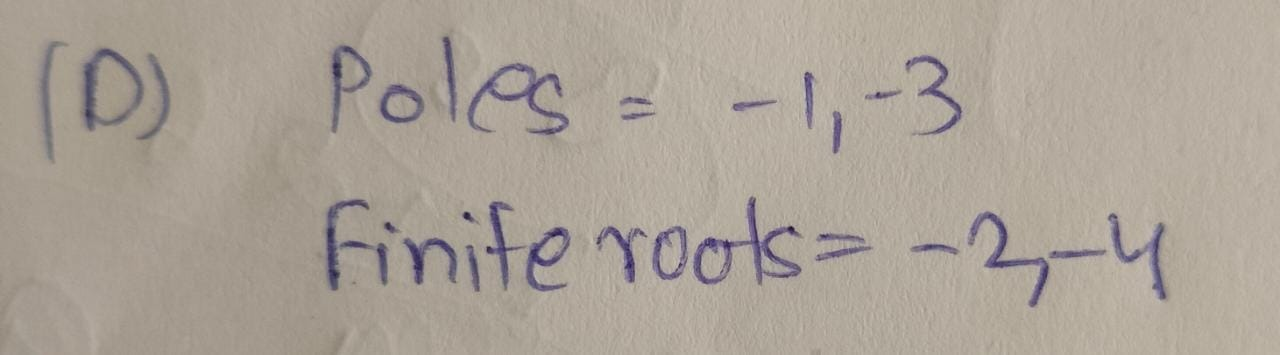 (D) Poles = -1, -3
Finite roots = -2, -4